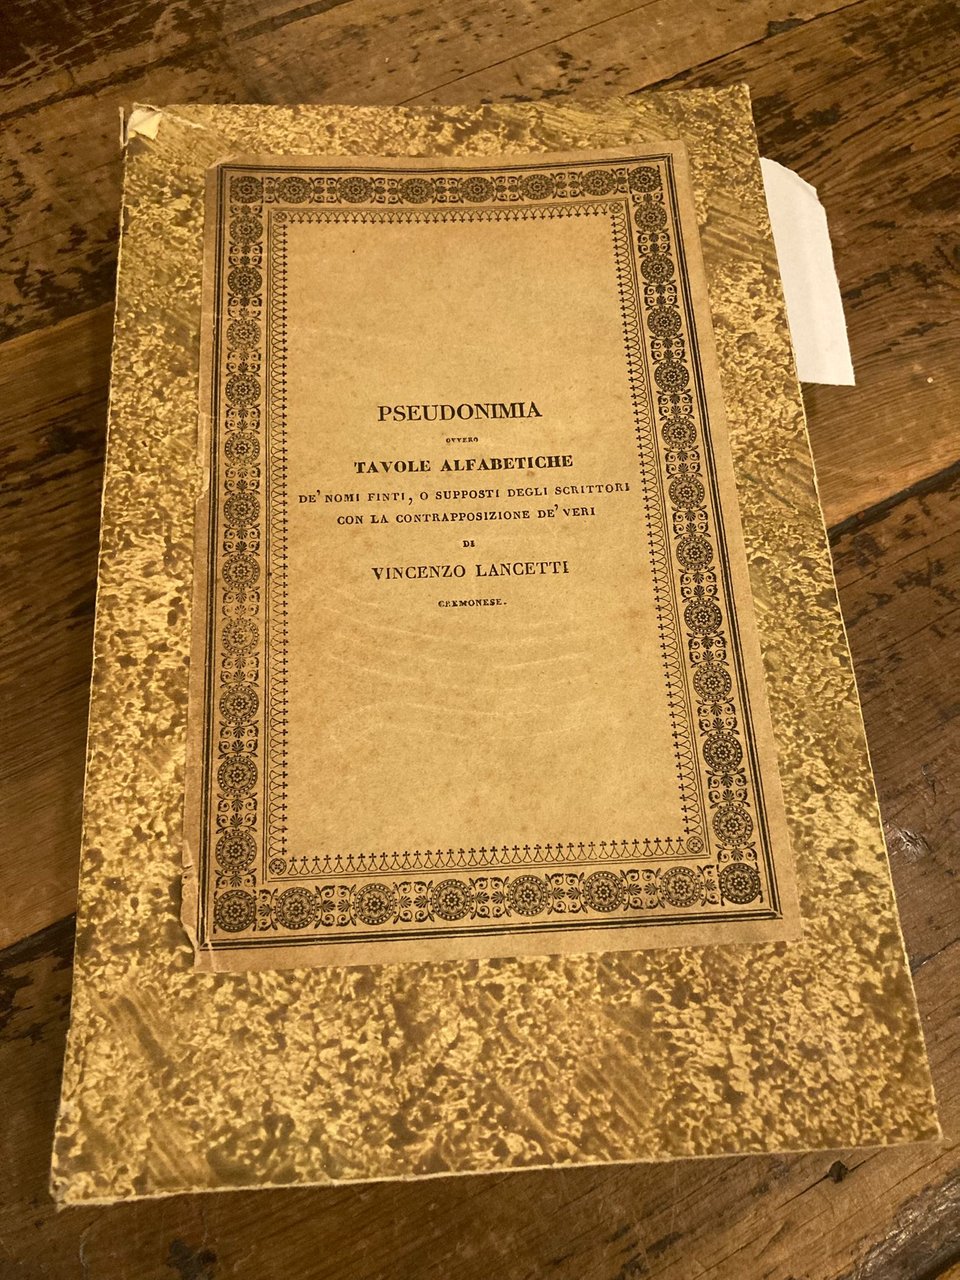 PSEUDONIMIA
OVVERO
TAVOLE ALFABETICHE
DE' NOMI FINTI, O SUPPOSTI DEGLI SCRITTORI
CON LA CONTRAPPOSIZIONE DE' VERI
DI
VINCENZO LANCETTI
CREMONESE.